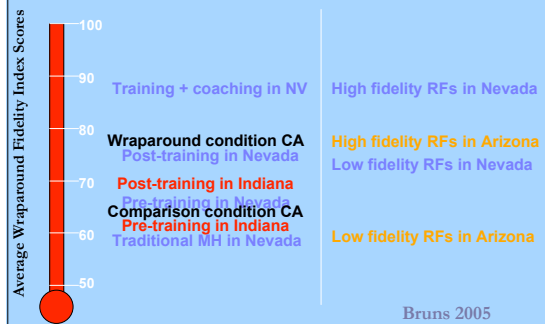 Average Wraparound Fidelity Index Scores
100
90
80
70
60
50
Training + coaching in NV
Wraparound condition CA
Post-training in Nevada
Post-training in Indiana
Pre-training in Nevada
Comparison condition CA
Pre-training in Indiana
Traditional MH in Nevada
High fidelity RFs in Nevada
High fidelity RFs in Arizona
Low fidelity RFs in Nevada
Low fidelity RFs in Arizona
Bruns 2005